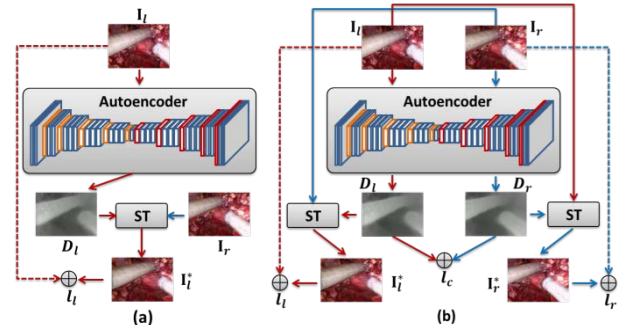 I_l
Autoencoder
D_l
ST
I_r
I_l^*
l_l
(a)
I_l
I_r
Autoencoder
D_l
D_r
ST
ST
I_l^*
l_c
I_r^*
l_l
l_r
(b)